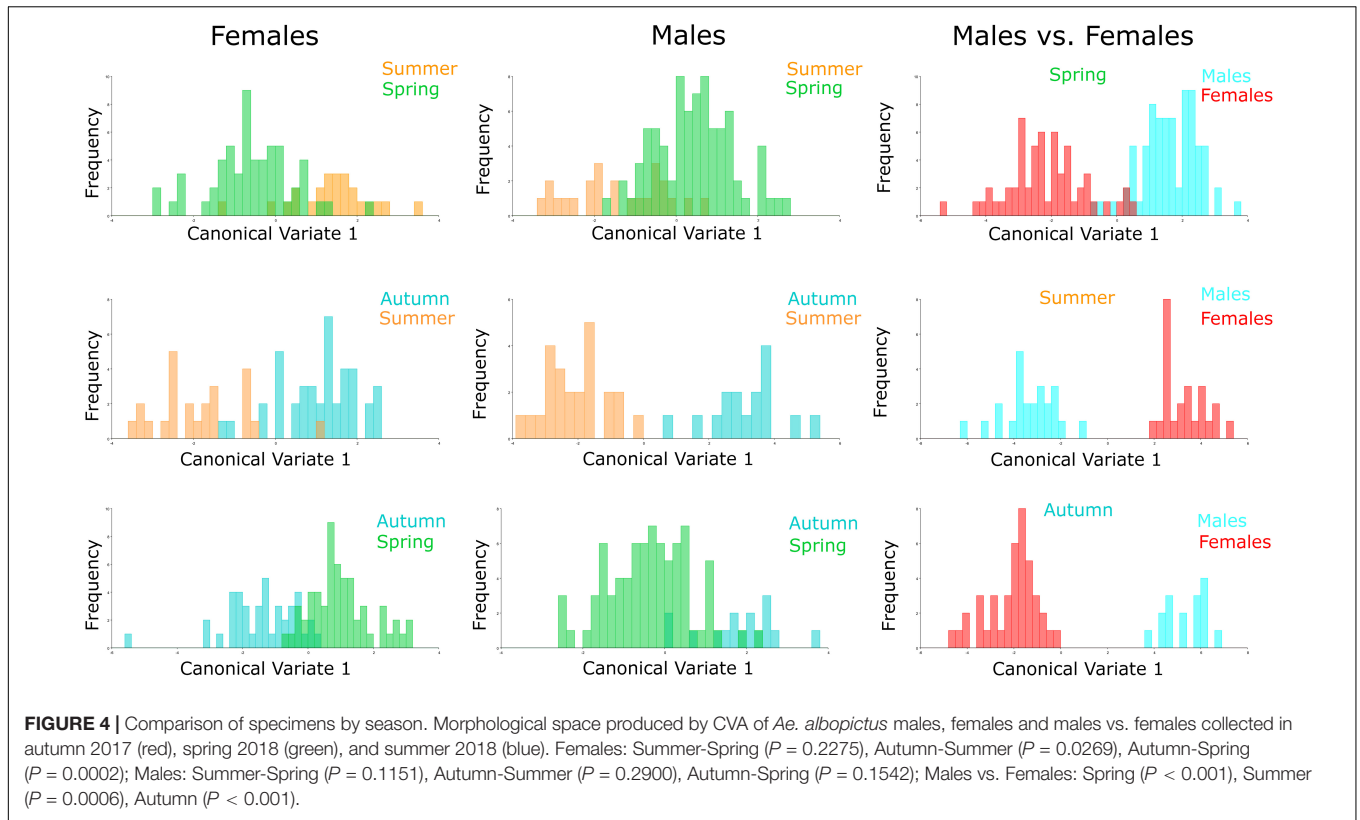 Females
Males
Males vs. Females
Summer
Spring
Frequency
Canonical Variate 1
Summer
Spring
Frequency
Canonical Variate 1
Spring
Males
Females
Frequency
Canonical Variate 1
Autumn
Summer
Frequency
Canonical Variate 1
Autumn
Summer
Frequency
Canonical Variate 1
Summer
Males
Females
Frequency
Canonical Variate 1
Autumn
Spring
Frequency
Canonical Variate 1
Autumn
Spring
Frequency
Canonical Variate 1
Autumn
Males
Females
Frequency
Canonical Variate 1
FIGURE 4 | Comparison of specimens by season. Morphological space produced by CVA of Ae. albopictus males, females and males vs. females collected in
autumn 2017 (red), spring 2018 (green), and summer 2018 (blue). Females: Summer-Spring (P = 0.2275), Autumn-Summer (P = 0.0269), Autumn-Spring
(P = 0.0002); Males: Summer-Spring (P = 0.1151), Autumn-Summer (P = 0.2900), Autumn-Spring (P = 0.1542); Males vs. Females: Spring (P < 0.001), Summer
(P = 0.0006), Autumn (P < 0.001).